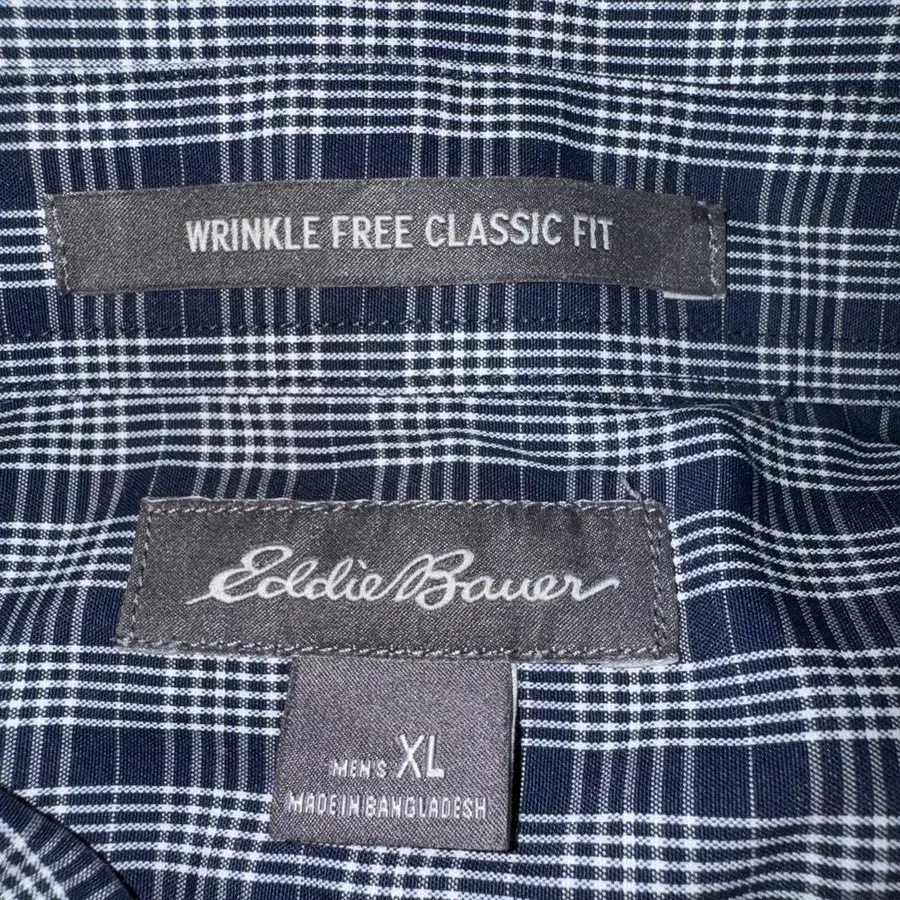 WRINKLE FREE CLASSIC FIT
Eddie Bauer
MEN'S XL
MADE IN BANGLADESH